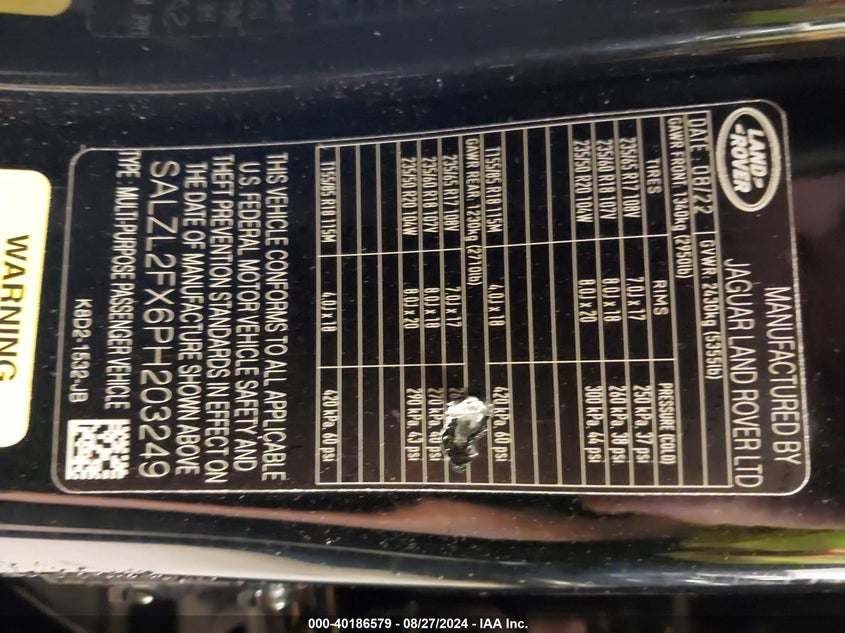 LAND-
ROVER
MANUFACTURED BY
JAGUAR LAND ROVER LTD
DATE: 08/22 GVWR: 2430kg (5355lb)
GAWR FRONT: 1340kg (2950lb)
TIRES RIMS PRESSURE (COLD)
235/65 R17 108V 7.0J x 17 250 kPa, 37 psi
235/60 R18 107V 8.0J x 18 260 kPa, 38 psi
235/50 R20 104W 8.0J x 20 300 kPa, 44 psi
T155/85 R18 115M 4.0J x 18 420 kPa, 60 psi
GAWR REAR: 1230kg (2710lb)
235/65 R17 108V 7.0J x 17
235/60 R18 107V 8.0J x 18 270 kPa,
235/50 R20 104W 8.0J x 20 290 kPa, 43 psi
T155/85 R18 115M 4.0J x 18 420 kPa, 60 psi
THIS VEHICLE CONFORMS TO ALL APPLICABLE
U.S. FEDERAL MOTOR VEHICLE SAFETY AND
THEFT PREVENTION STANDARDS IN EFFECT ON
THE DATE OF MANUFACTURE SHOWN ABOVE
SALZL2FX6PH203249
TYPE: MULTI-PURPOSE PASSENGER VEHICLE
K8D2-1532-JB
WARNING
000-40186579 - 08/27/2024 - IAA Inc.